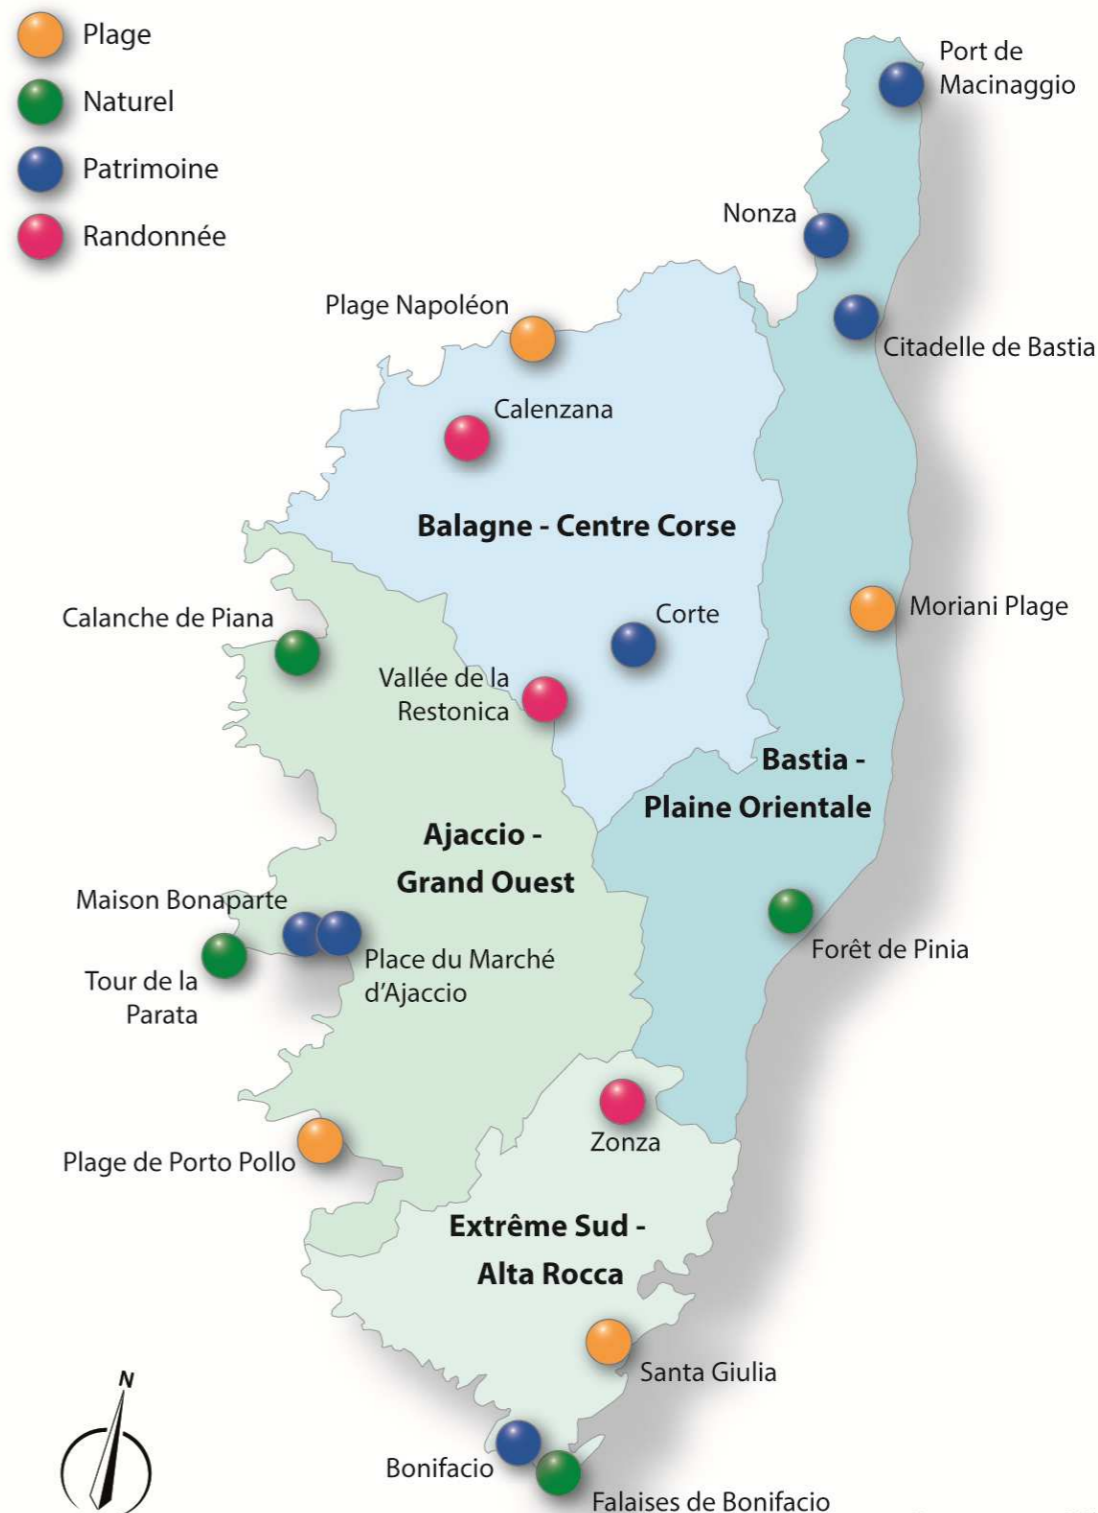 Plage
Naturel
Patrimoine
Randonnée
Port de
Macinaggio
Nonza
Plage Napoléon
Citadelle de Bastia
Calenzana
Balagne - Centre Corse
Calanche de Piana
Corte
Moriani Plage
Vallée de la
Restonica
Bastia -
Plaine Orientale
Ajaccio -
Grand Ouest
Maison Bonaparte
Forêt de Pinia
Place du Marché
d'Ajaccio
Tour de la
Parata
Zonza
Plage de Porto Pollo
Extrême Sud -
Alta Rocca
Santa Giulia
N
Bonifacio
Falaises de Bonifacio